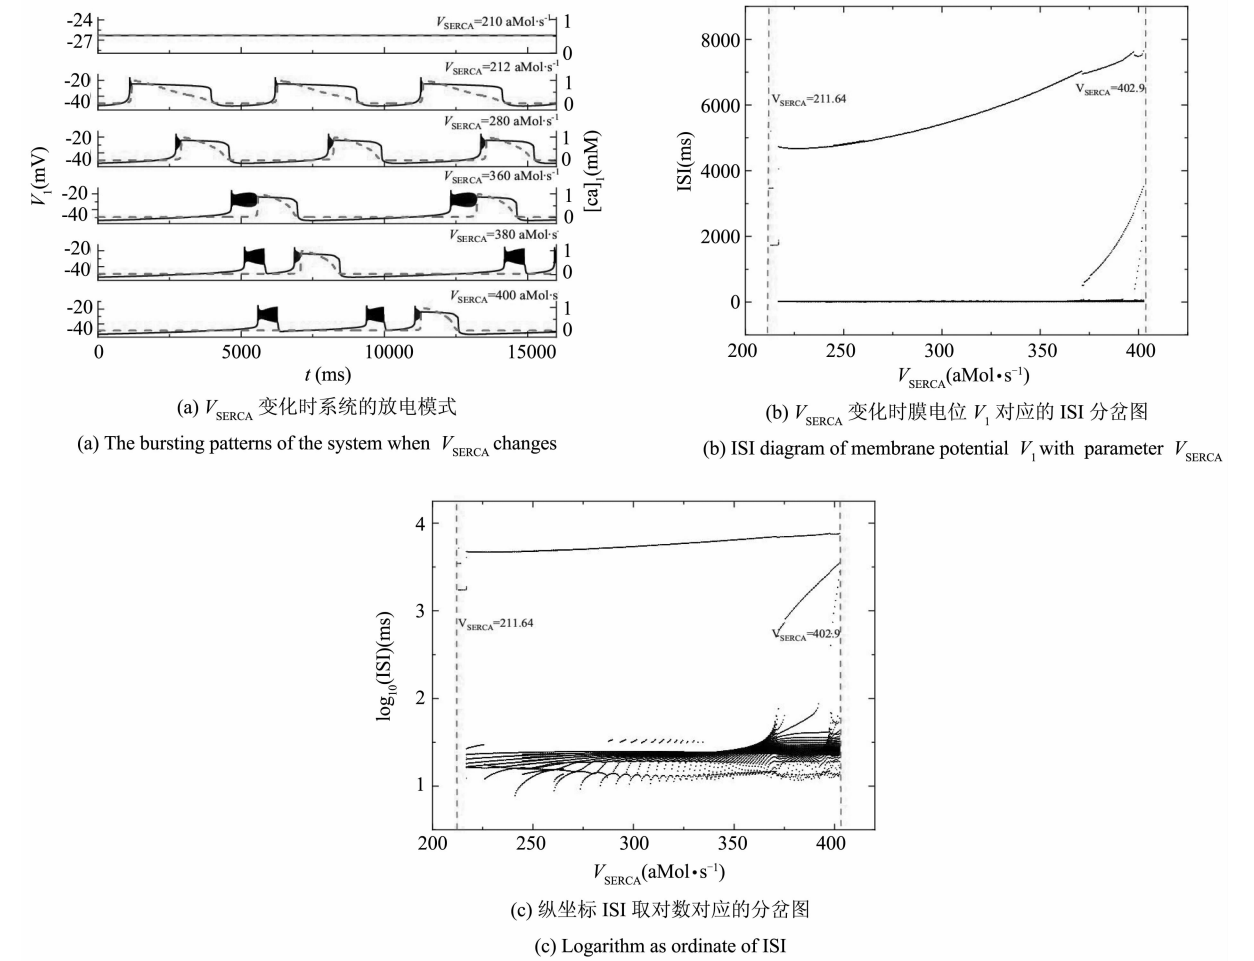 -24
-27
V_SERCA=210 aMol·s⁻¹
1
0
-20
-40
V_SERCA=212 aMol·s⁻¹
1
0
-20
-40
V_SERCA=280 aMol·s⁻¹
1
0
-20
-40
V_SERCA=360 aMol·s⁻¹
1
0
-20
-40
V_SERCA=380 aMol·s
1
0
-20
-40
V_SERCA=400 aMol·s
1
0
V₁(mV)
[ca]₁(mM)
0 5000 10000 15000
t (ms)
(a) V_SERCA 变化时系统的放电模式
(a) The bursting patterns of the system when V_SERCA changes
8000
6000
4000
2000
0
ISI(ms)
V_SERCA=211.64
V_SERCA=402.9
200 250 300 350 400
V_SERCA(aMol·s⁻¹)
(b) V_SERCA 变化时膜电位 V₁ 对应的 ISI 分岔图
(b) ISI diagram of membrane potential V₁ with parameter V_SERCA
4
3
2
1
log₁₀(ISI)(ms)
V_SERCA=211.64
V_SERCA=402.9
200 250 300 350 400
V_SERCA(aMol·s⁻¹)
(c) 纵坐标 ISI 取对数对应的分岔图
(c) Logarithm as ordinate of ISI